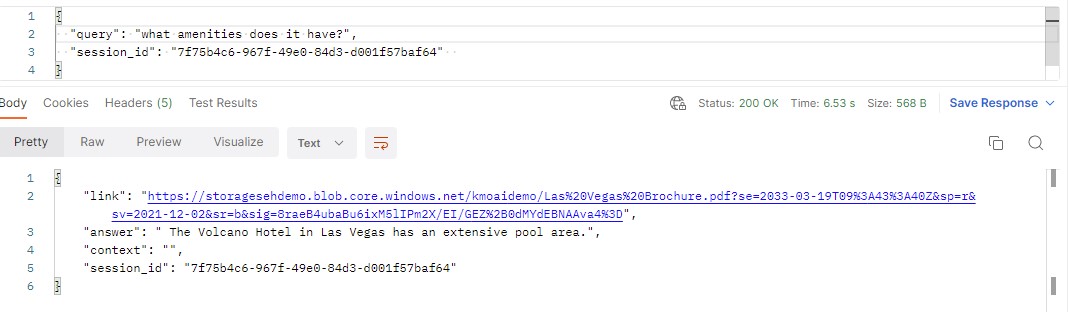 1 {
2 "query": "what amenities does it have?",
3 "session_id": "7f75b4c6-967f-49e0-84d3-d001f57baf64"
4 }
Body Cookies Headers (5) Test Results Status: 200 OK Time: 6.53 s Size: 568 B Save Response
Pretty Raw Preview Visualize Text
1 {
2 "link": "https://storagesehdemo.blob.core.windows.net/kmoaidemo/Las%20Vegas%20Brochure.pdf?se=2033-03-19T09%3A43%3A40Z&sp=r&
sv=2021-12-02&sr=b&sig=8raeB4ubaBu6ixM5lIPm2X/EI/GEZ%2B0dMYdEBNAAva4%3D",
3 "answer": " The Volcano Hotel in Las Vegas has an extensive pool area.",
4 "context": "",
5 "session_id": "7f75b4c6-967f-49e0-84d3-d001f57baf64"
6 }